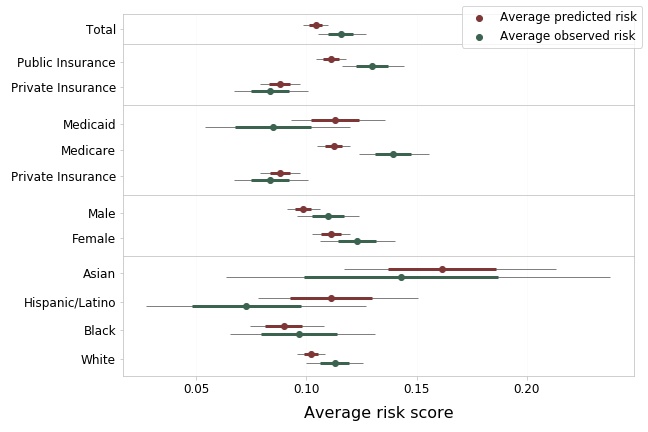 Average predicted risk
Average observed risk
Total
Public Insurance
Private Insurance
Medicaid
Medicare
Private Insurance
Male
Female
Asian
Hispanic/Latino
Black
White
0.05 0.10 0.15 0.20
Average risk score